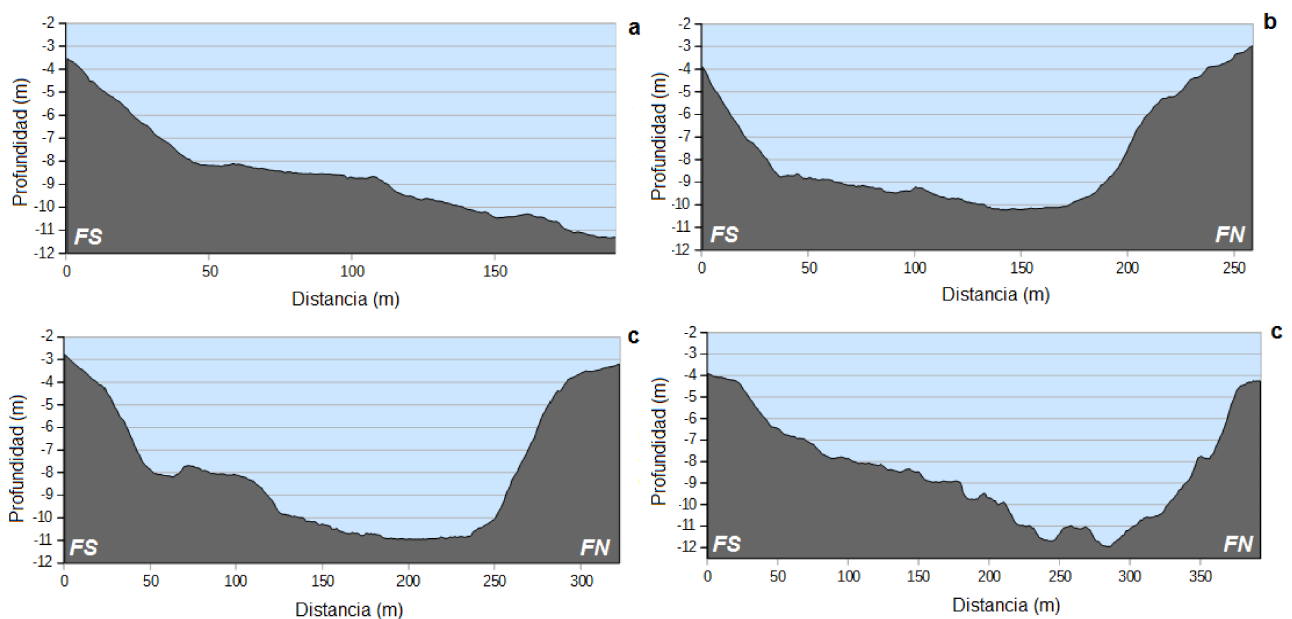 a
Profundidad (m)
-2
-3
-4
-5
-6
-7
-8
-9
-10
-11
-12
FS
0 50 100 150
Distancia (m)
b
Profundidad (m)
-2
-3
-4
-5
-6
-7
-8
-9
-10
-11
-12
FS FN
0 50 100 150 200 250
Distancia (m)
c
Profundidad (m)
-2
-3
-4
-5
-6
-7
-8
-9
-10
-11
-12
FS FN
0 50 100 150 200 250 300
Distancia (m)
c
Profundidad (m)
-2
-3
-4
-5
-6
-7
-8
-9
-10
-11
-12
FS FN
0 50 100 150 200 250 300 350
Distancia (m)